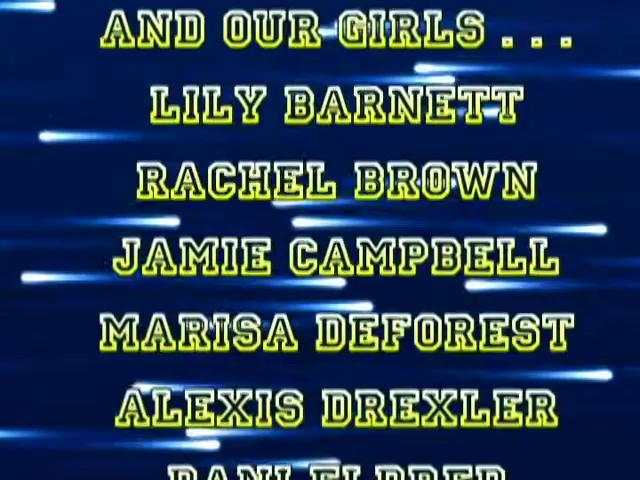 AND OUR GIRLS . . .
LILY BARNETT
RACHEL BROWN
JAMIE CAMPBELL
MARISA DEFOREST
ALEXIS DREXLER